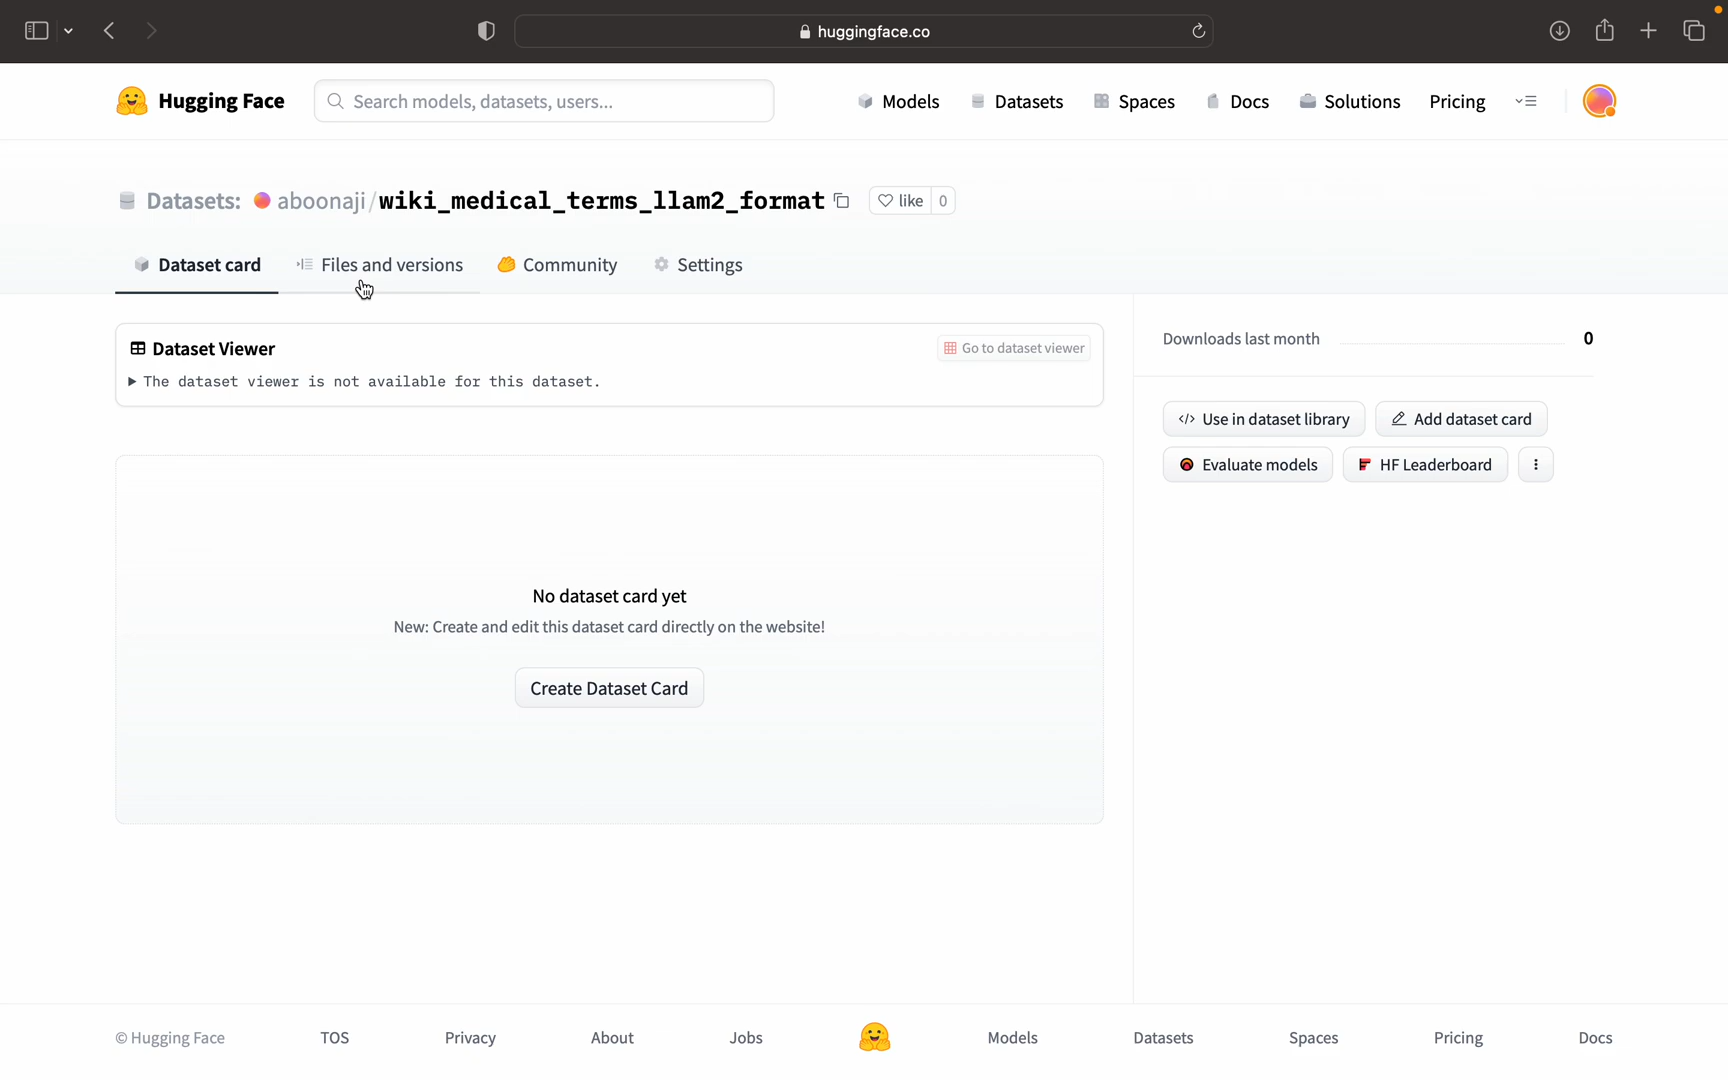 huggingface.co
Hugging Face
Search models, datasets, users...
Models
Datasets
Spaces
Docs
Solutions
Pricing
Datasets: aboonaji/wiki_medical_terms_llam2_format
like 0
Dataset card
Files and versions
Community
Settings
Dataset Viewer
Go to dataset viewer
The dataset viewer is not available for this dataset.
Downloads last month
0
</> Use in dataset library
Add dataset card
Evaluate models
HF Leaderboard
No dataset card yet
New: Create and edit this dataset card directly on the website!
Create Dataset Card
© Hugging Face
TOS
Privacy
About
Jobs
Models
Datasets
Spaces
Pricing
Docs